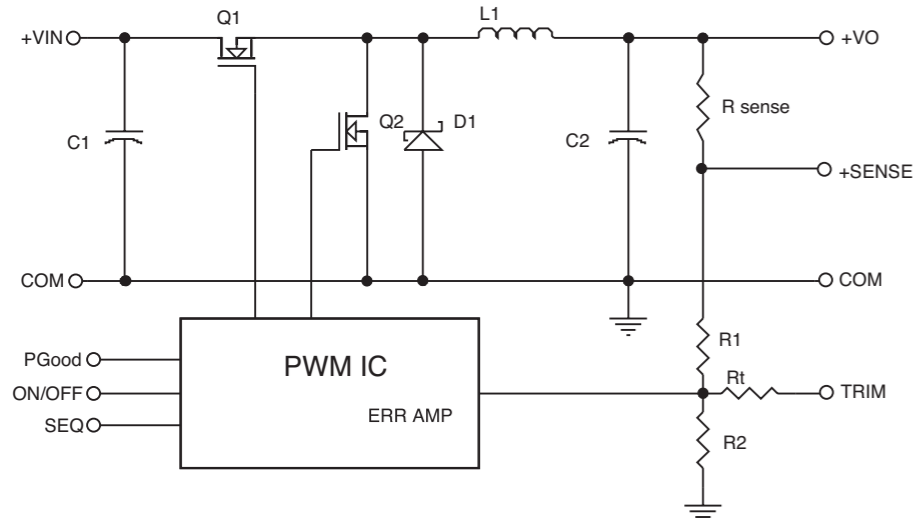 Q1
L1
+VIN
+VO
Q2
D1
R sense
C1
C2
+SENSE
COM
COM
PWM IC
R1
PGood
Rt
ON/OFF
TRIM
ERR AMP
SEQ
R2